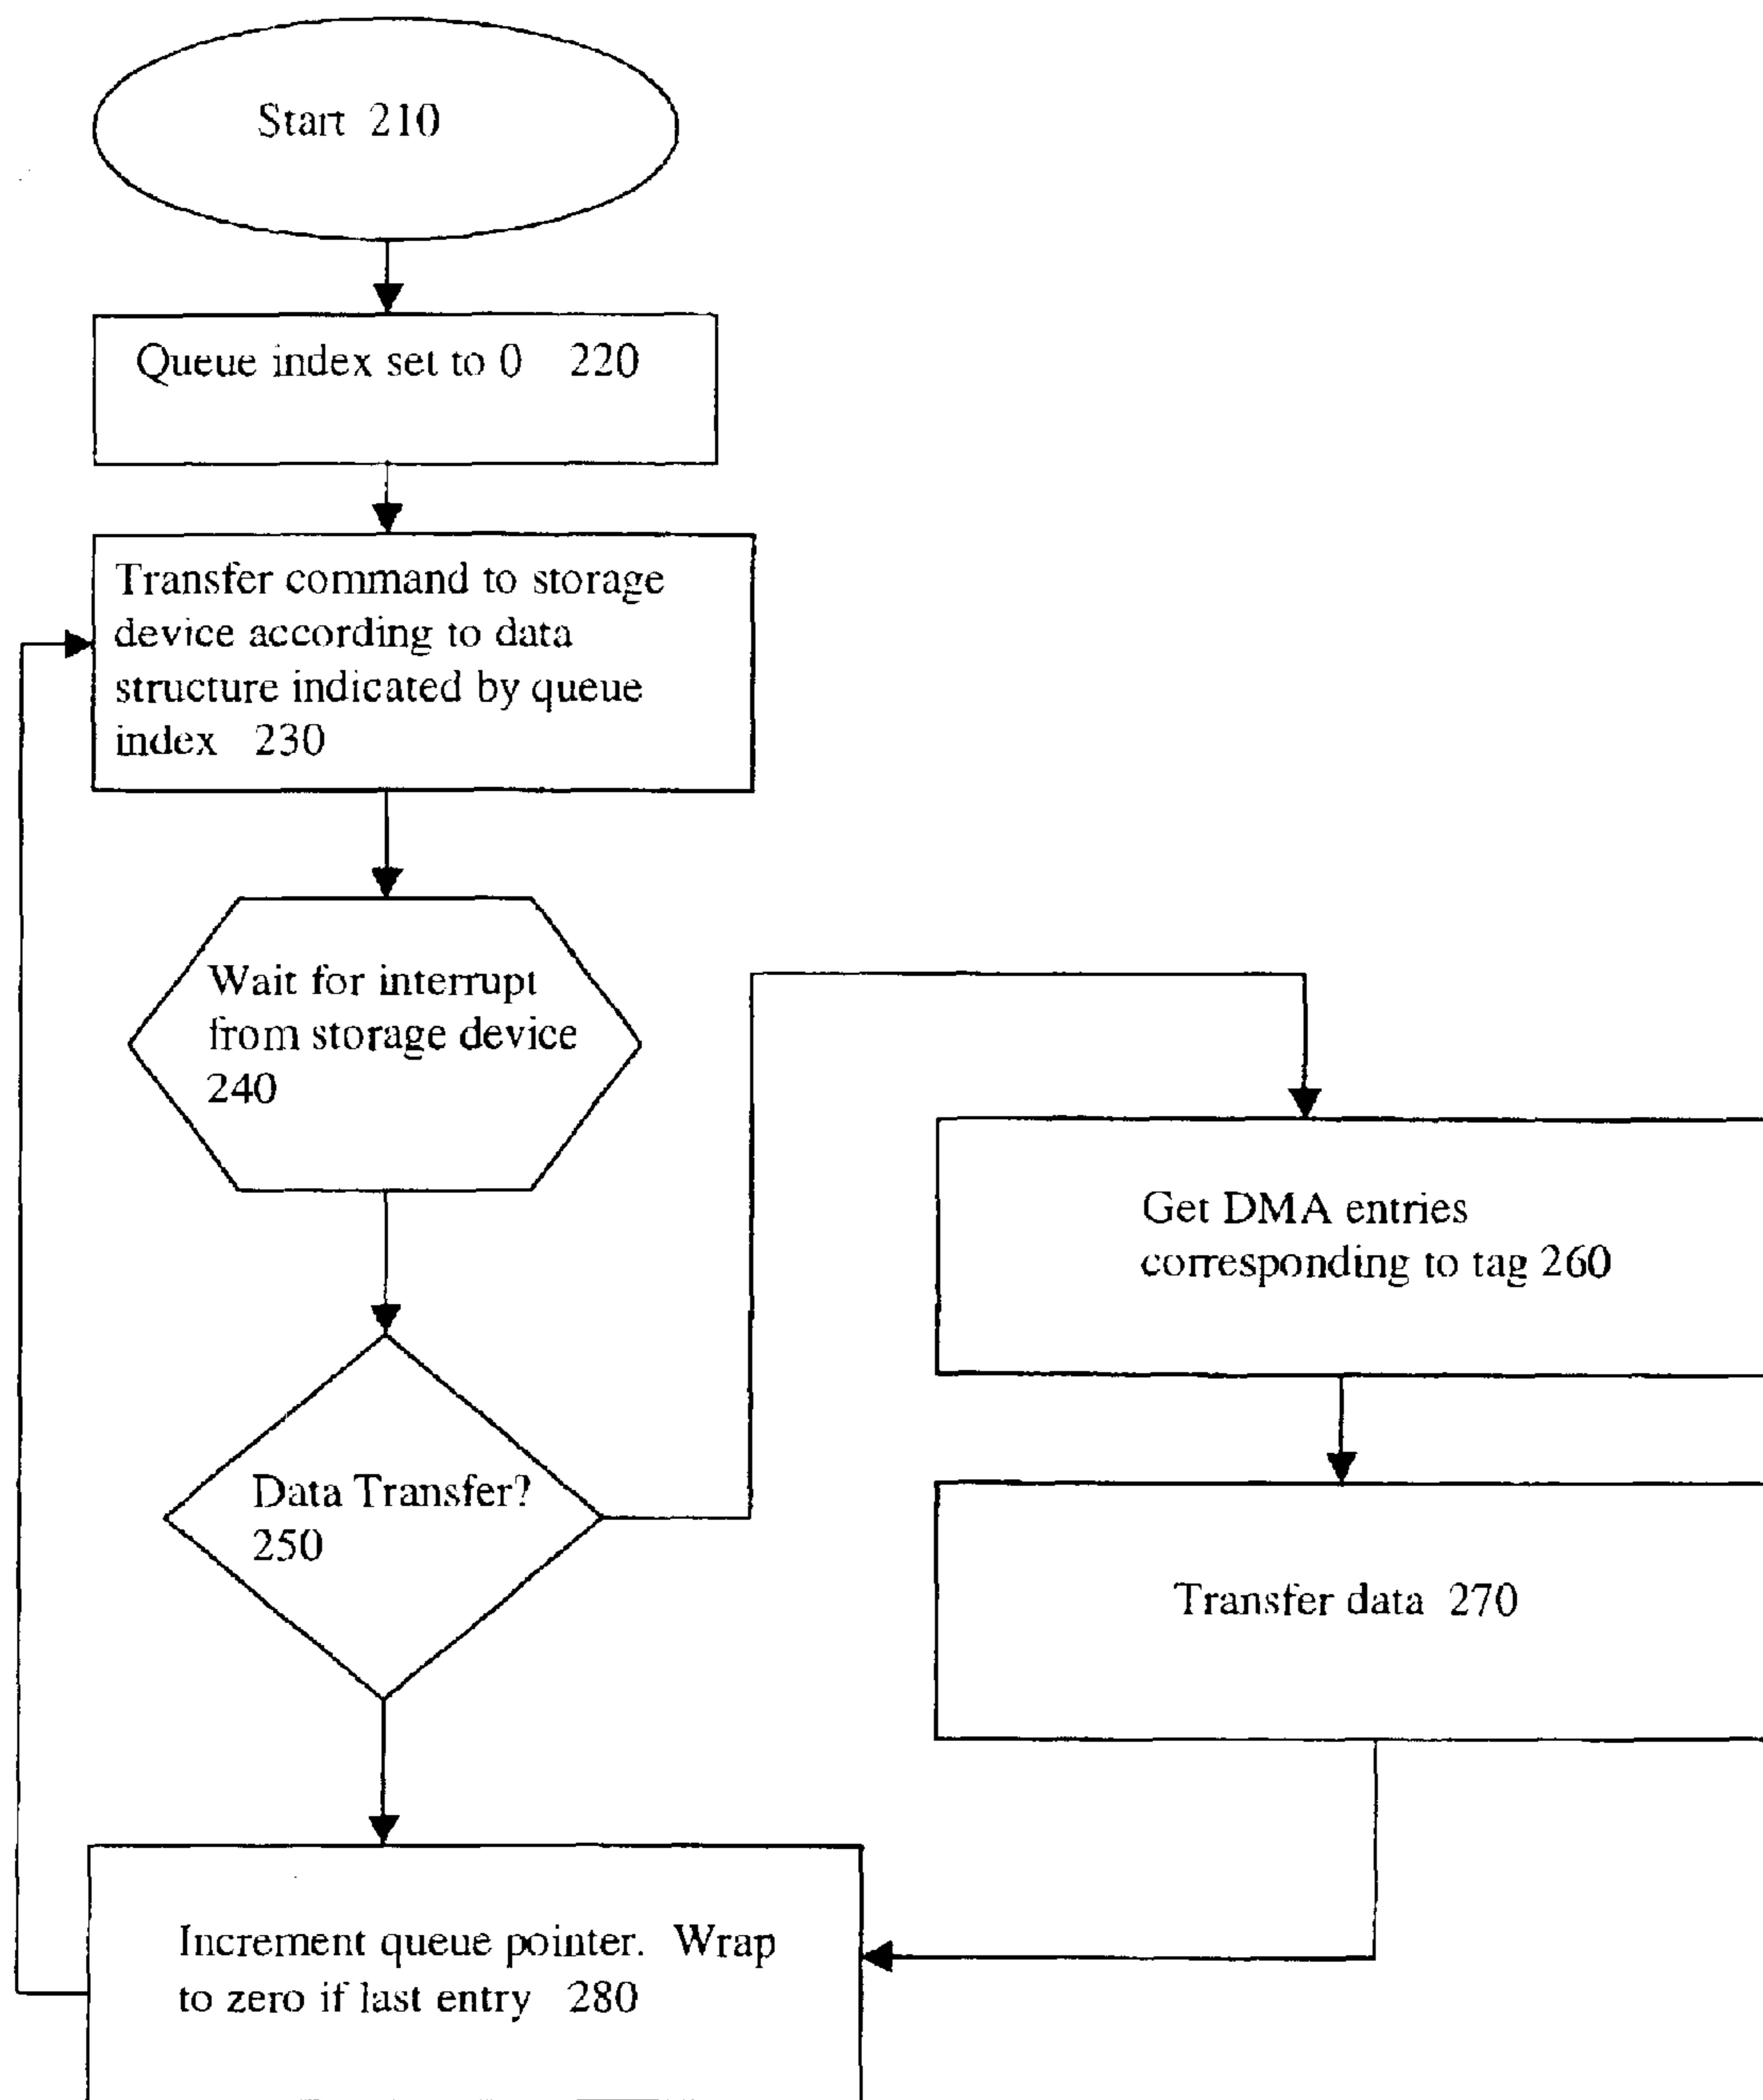 Start 210
Queue index set to 0 220
Transfer command to storage
device according to data
structure indicated by queue
index 230
Wait for interrupt
from storage device
240
Data Transfer?
250
Get DMA entries
corresponding to tag 260
Transfer data 270
Increment queue pointer. Wrap
to zero if last entry 280